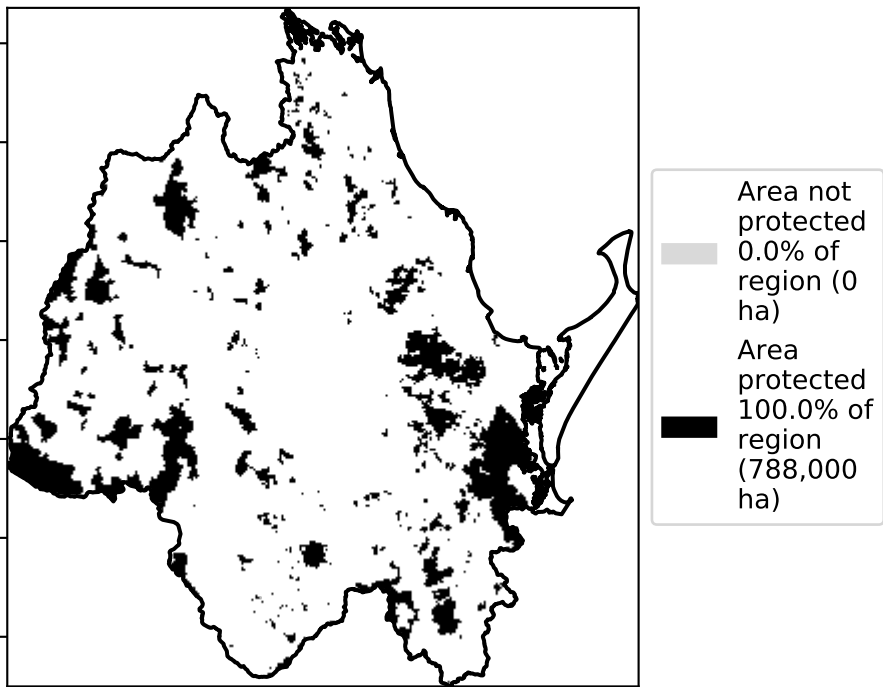 Area not
protected
0.0% of
region (0
ha)
Area
protected
100.0% of
region
(788,000
ha)